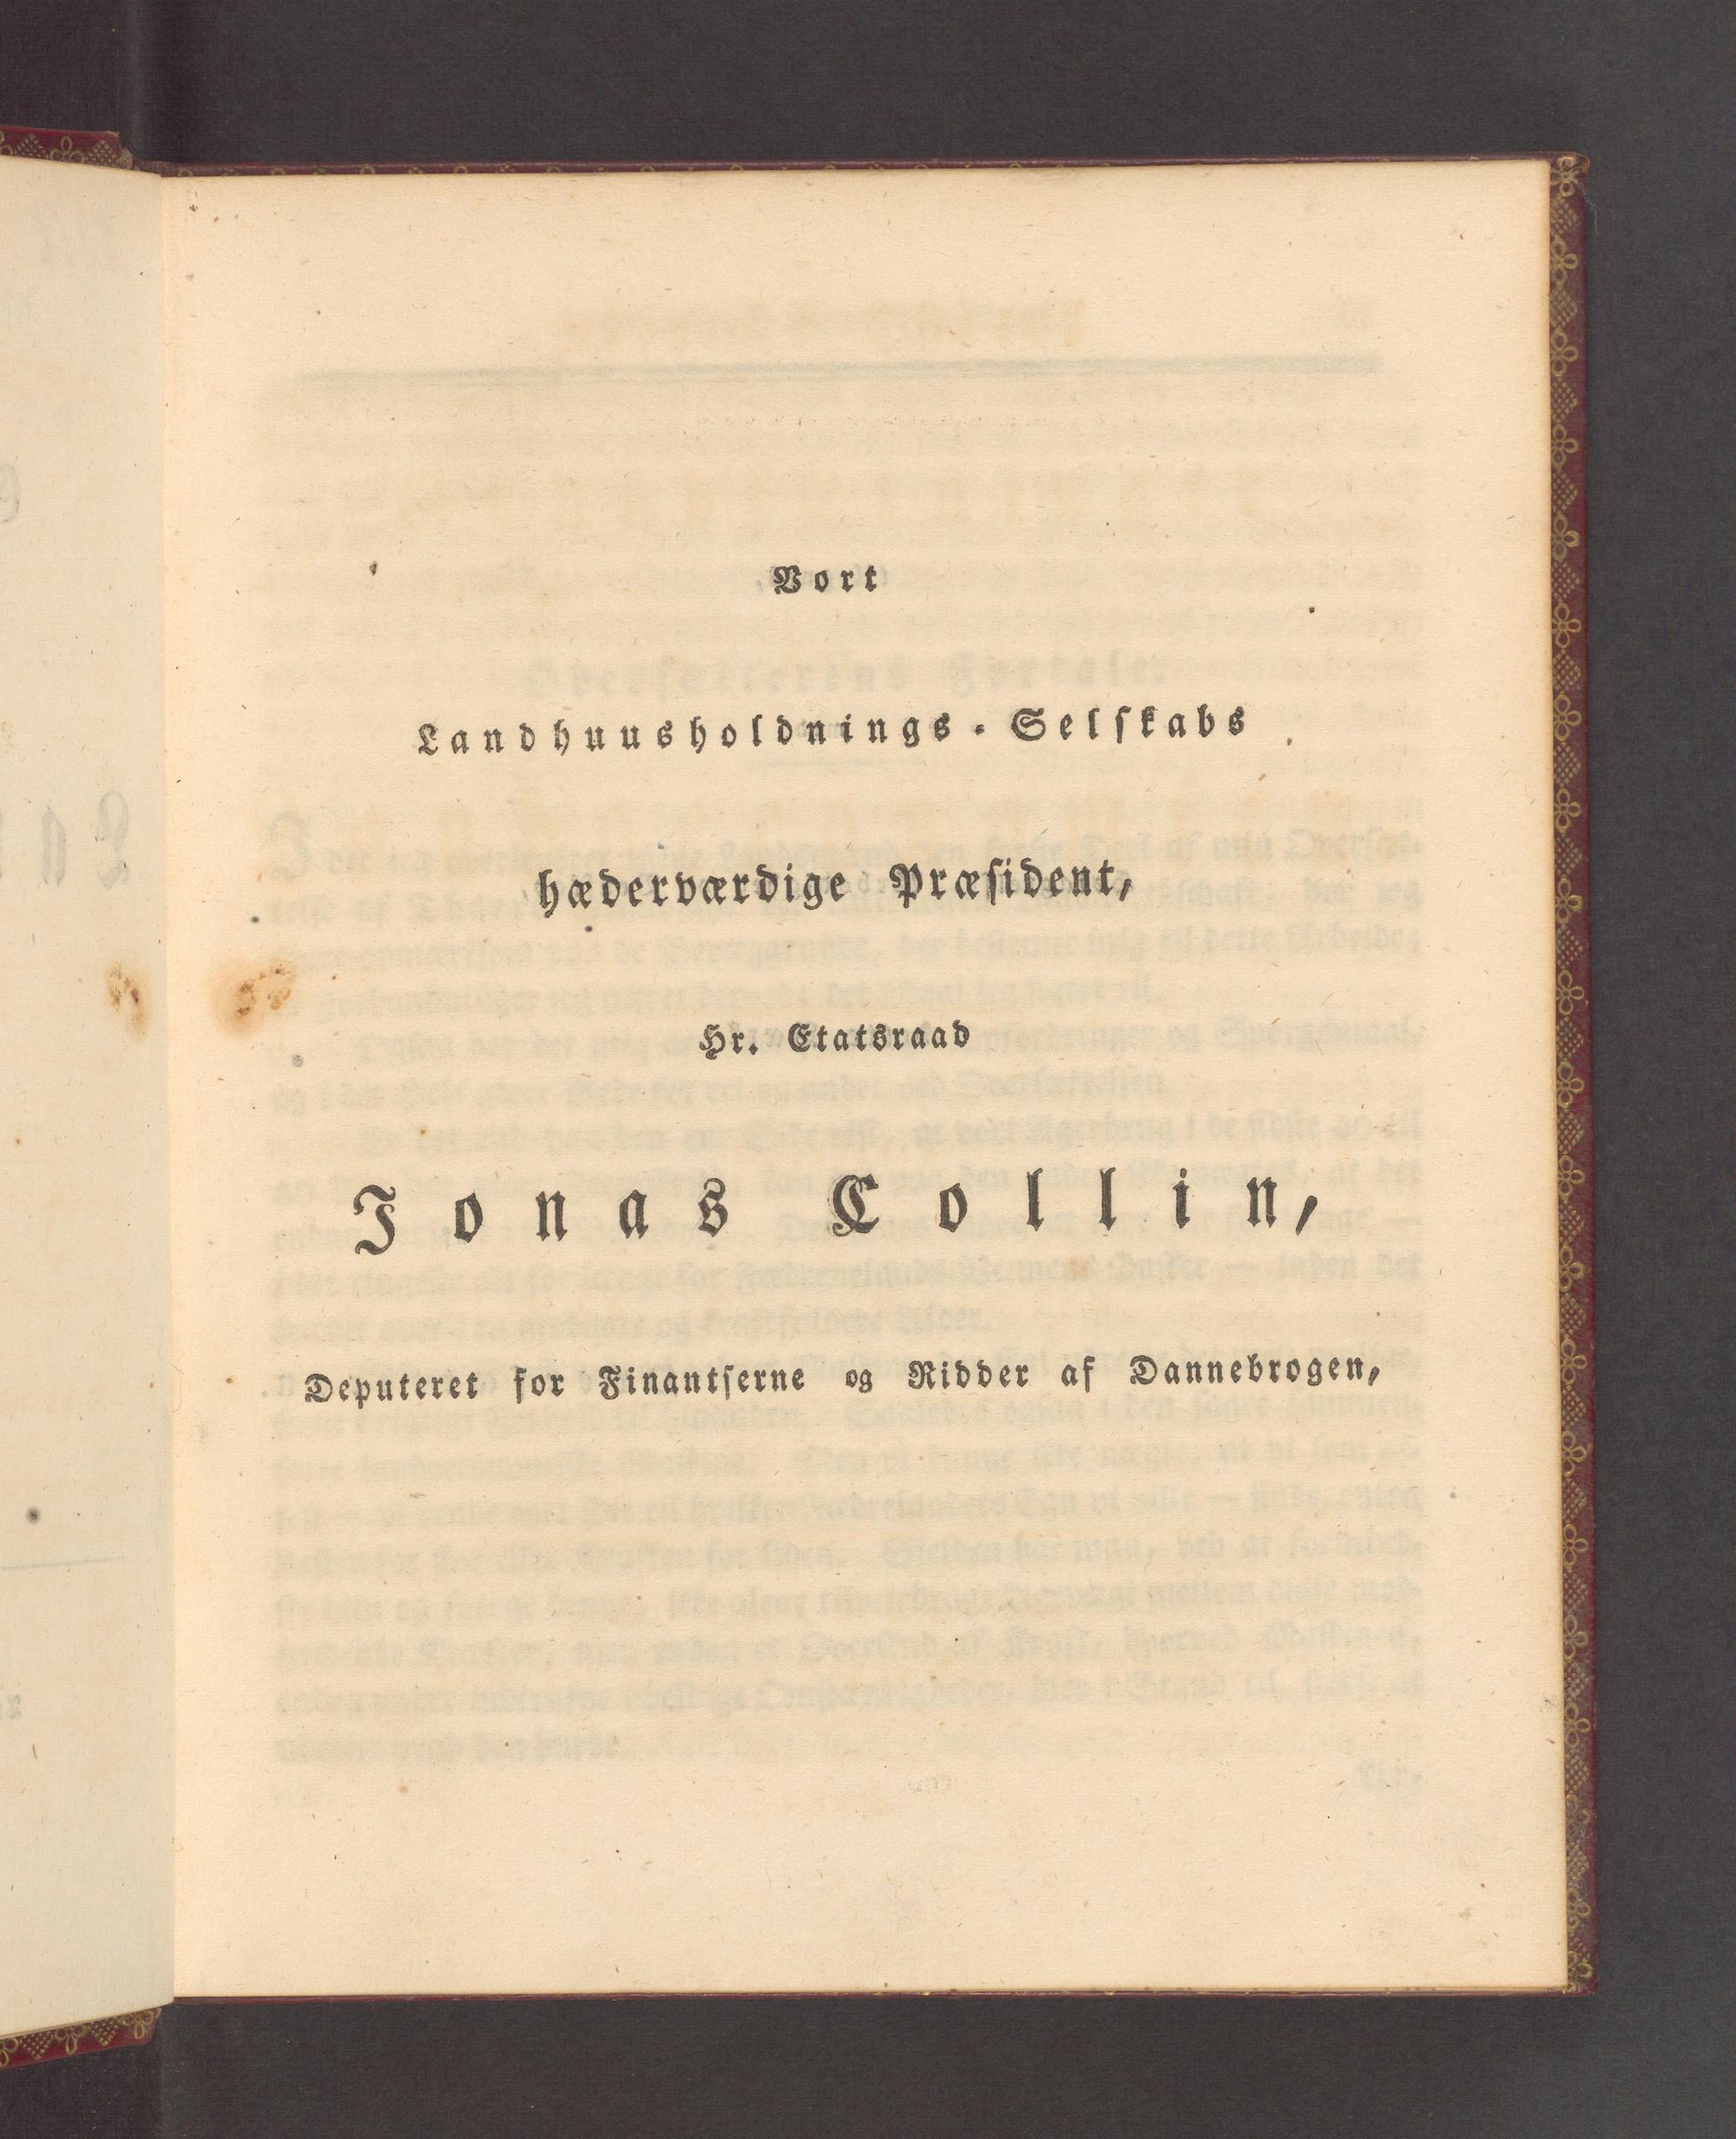 Vort
Landhuusholdnings-Selskabs
hæderværdige Præsident,
Hr. Etatsraad
Jonas Collin,
Deputeret for Finantserne og Ridder af Dannebrogen,